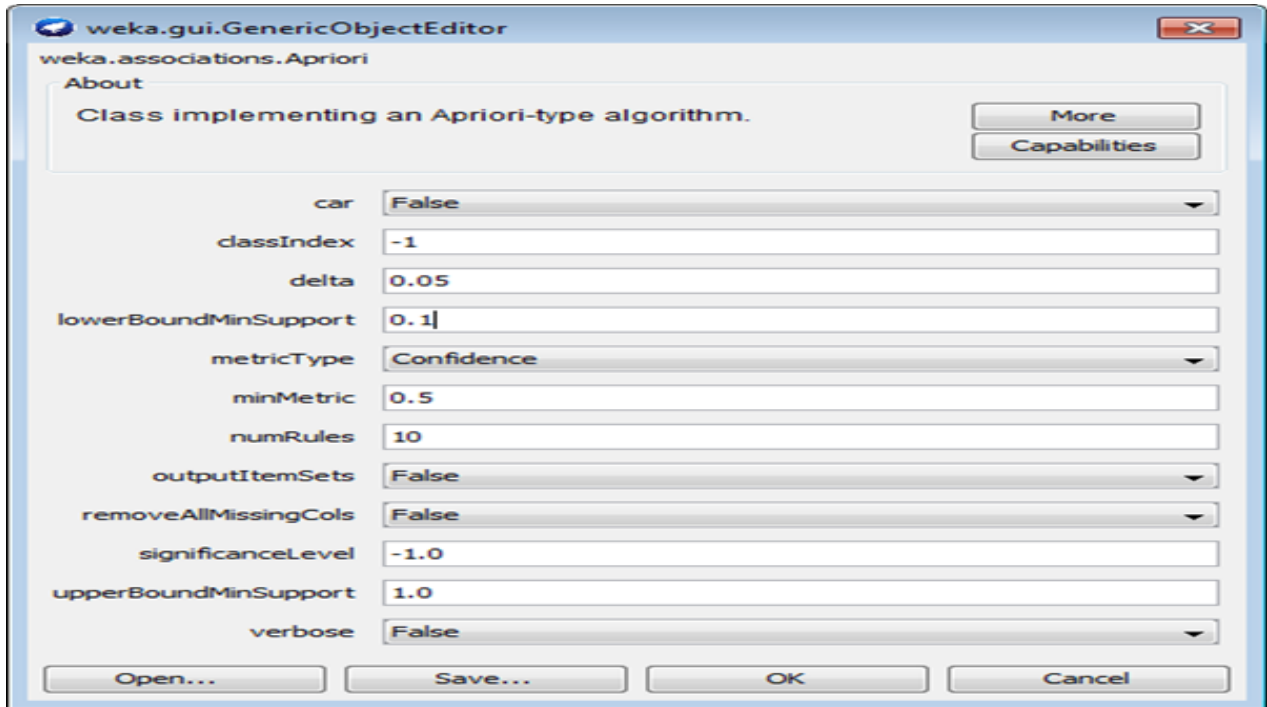 weka.gui.GenericObjectEditor
weka.associations.Apriori
About
Class implementing an Apriori-type algorithm.
More
Capabilities
car False
classIndex -1
delta 0.05
lowerBoundMinSupport 0.1
metricType Confidence
minMetric 0.5
numRules 10
outputItemSets False
removeAllMissingCols False
significanceLevel -1.0
upperBoundMinSupport 1.0
verbose False
Open... Save... OK Cancel